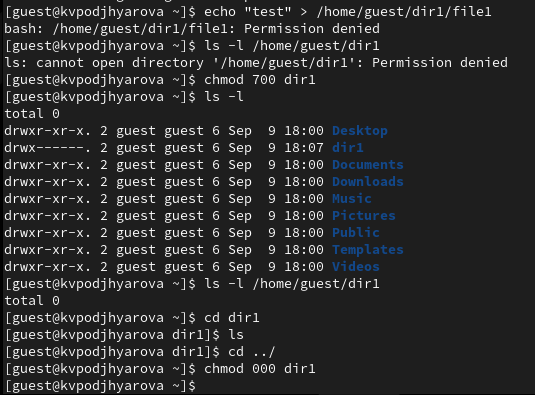 [guest@kvpodjhyarova ~]$ echo "test" > /home/guest/dir1/file1
bash: /home/guest/dir1/file1: Permission denied
[guest@kvpodjhyarova ~]$ ls -l /home/guest/dir1
ls: cannot open directory '/home/guest/dir1': Permission denied
[guest@kvpodjhyarova ~]$ chmod 700 dir1
[guest@kvpodjhyarova ~]$ ls -l
total 0
drwxr-xr-x. 2 guest guest 6 Sep  9 18:00 Desktop
drwx------. 2 guest guest 6 Sep  9 18:07 dir1
drwxr-xr-x. 2 guest guest 6 Sep  9 18:00 Documents
drwxr-xr-x. 2 guest guest 6 Sep  9 18:00 Downloads
drwxr-xr-x. 2 guest guest 6 Sep  9 18:00 Music
drwxr-xr-x. 2 guest guest 6 Sep  9 18:00 Pictures
drwxr-xr-x. 2 guest guest 6 Sep  9 18:00 Public
drwxr-xr-x. 2 guest guest 6 Sep  9 18:00 Templates
drwxr-xr-x. 2 guest guest 6 Sep  9 18:00 Videos
[guest@kvpodjhyarova ~]$ ls -l /home/guest/dir1
total 0
[guest@kvpodjhyarova ~]$ cd dir1
[guest@kvpodjhyarova dir1]$ ls
[guest@kvpodjhyarova dir1]$ cd ../
[guest@kvpodjhyarova ~]$ chmod 000 dir1
[guest@kvpodjhyarova ~]$